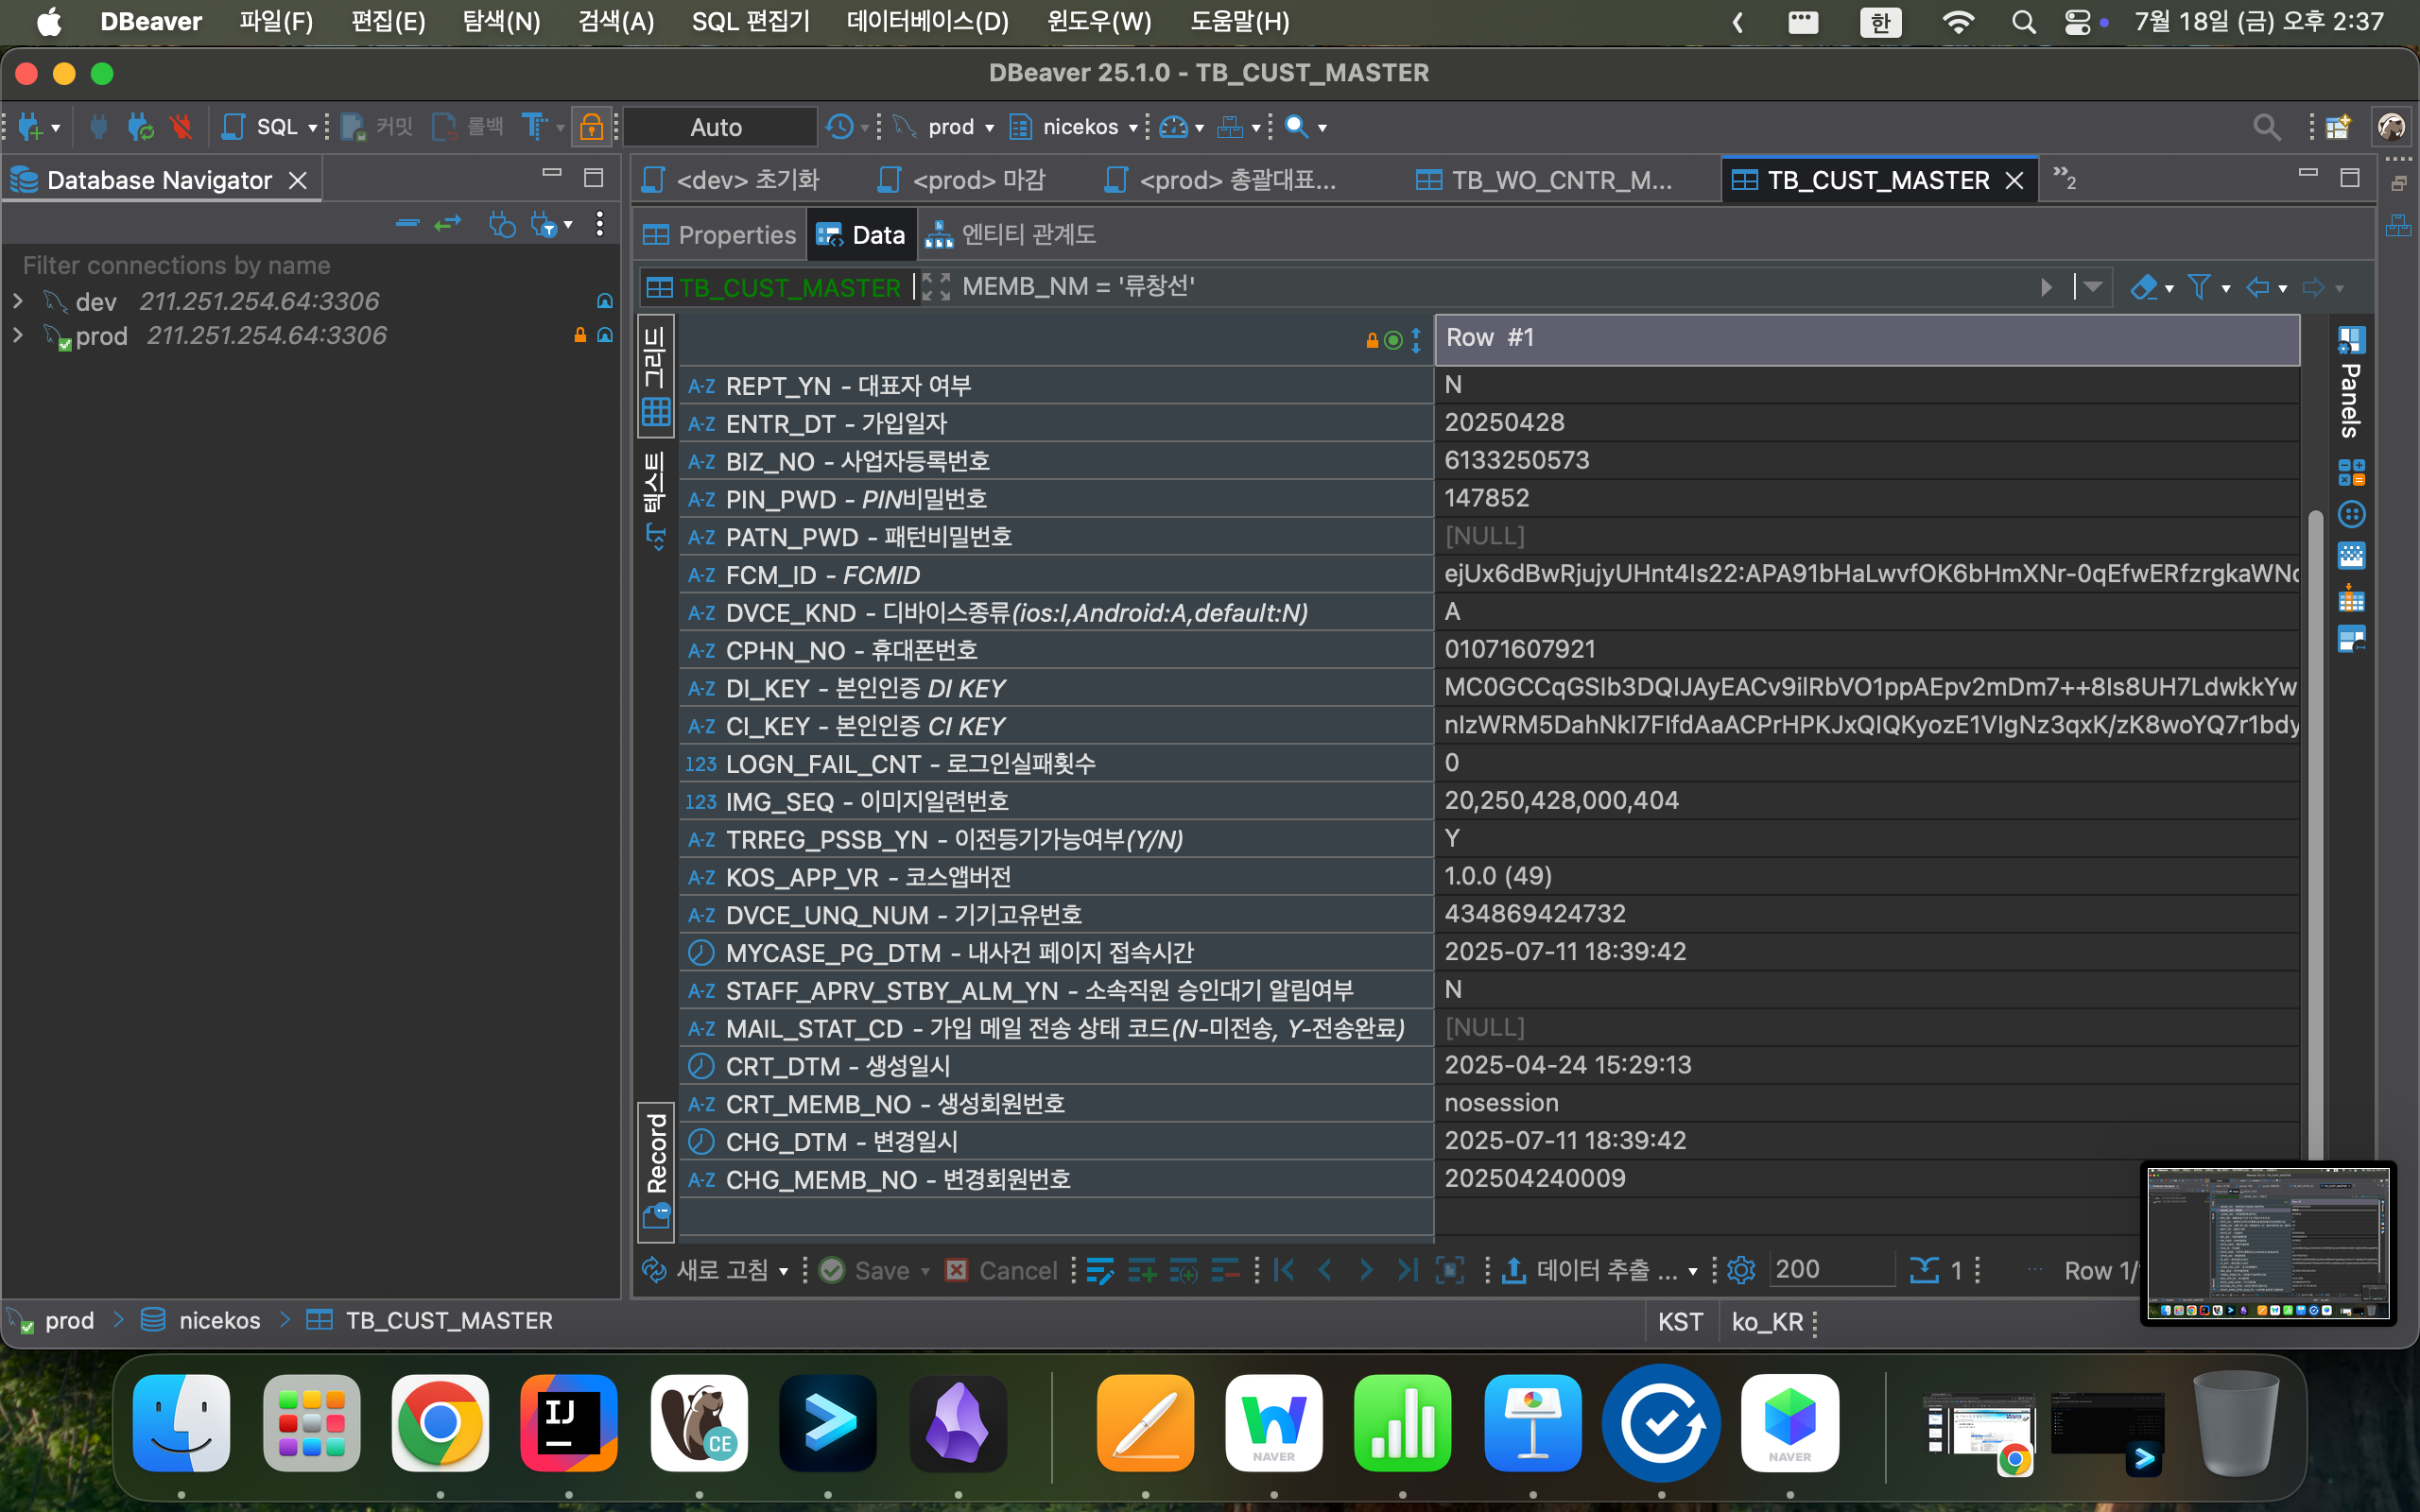 DBeaver 파일(F) 편집(E) 탐색(N) 검색(A) SQL 편집기 데이터베이스(D) 윈도우(W) 도움말(H) 한 7월 18일 (금) 오후 2:37
DBeaver 25.1.0 - TB_CUST_MASTER
SQL 커밋 롤백 Auto prod nicekos
Database Navigator
<dev> 초기화 <prod> 마감 <prod> 총괄대표... TB_WO_CNTR_M... TB_CUST_MASTER »2
Properties Data 엔티티 관계도
Filter connections by name
TB_CUST_MASTER MEMB_NM = '류창선'
dev 211.251.254.64:3306
prod 211.251.254.64:3306
그리드
텍스트
Record
Panels
Row #1
A-Z REPT_YN - 대표자 여부 N
A-Z ENTR_DT - 가입일자 20250428
A-Z BIZ_NO - 사업자등록번호 6133250573
A-Z PIN_PWD - PIN비밀번호 147852
A-Z PATN_PWD - 패턴비밀번호 [NULL]
A-Z FCM_ID - FCMID
A-Z DVCE_KND - 디바이스종류(ios:I,Android:A,default:N) A
A-Z CPHN_NO - 휴대폰번호 01071607921
A-Z DI_KEY - 본인인증 DI KEY
A-Z CI_KEY - 본인인증 CI KEY
123 LOGN_FAIL_CNT - 로그인실패횟수 0
123 IMG_SEQ - 이미지일련번호 20,250,428,000,404
A-Z TRREG_PSSB_YN - 이전등기가능여부(Y/N) Y
A-Z KOS_APP_VR - 코스앱버전 1.0.0 (49)
A-Z DVCE_UNQ_NUM - 기기고유번호 434869424732
MYCASE_PG_DTM - 내사건 페이지 접속시간 2025-07-11 18:39:42
A-Z STAFF_APRV_STBY_ALM_YN - 소속직원 승인대기 알림여부 N
A-Z MAIL_STAT_CD - 가입 메일 전송 상태 코드(N-미전송, Y-전송완료) [NULL]
CRT_DTM - 생성일시 2025-04-24 15:29:13
A-Z CRT_MEMB_NO - 생성회원번호 nosession
CHG_DTM - 변경일시 2025-07-11 18:39:42
A-Z CHG_MEMB_NO - 변경회원번호 202504240009
새로 고침 Save Cancel 데이터 추출 ... 200 1 ... Row 1/
prod nicekos TB_CUST_MASTER KST ko_KR
IJ
CE
NAVER
NAVER